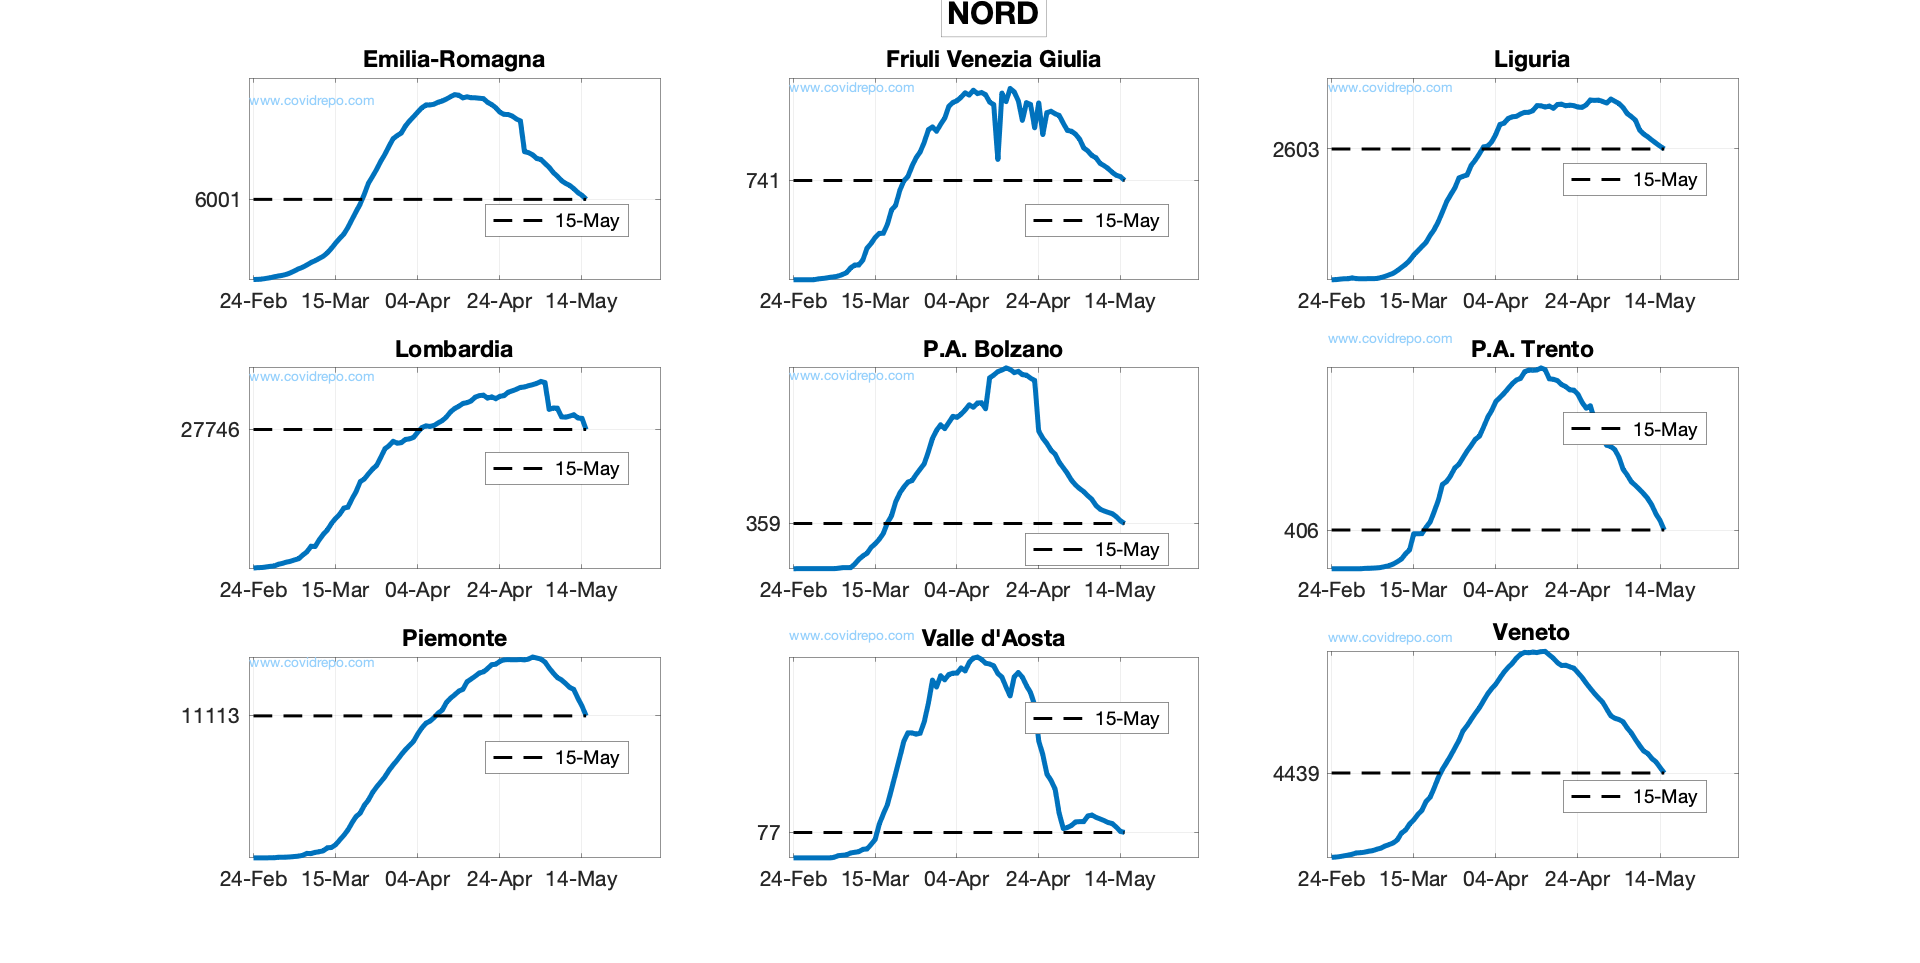 NORD
Emilia-Romagna
www.covidrepo.com
6001
15-May
24-Feb 15-Mar 04-Apr 24-Apr 14-May
Friuli Venezia Giulia
www.covidrepo.com
741
15-May
24-Feb 15-Mar 04-Apr 24-Apr 14-May
Liguria
www.covidrepo.com
2603
15-May
24-Feb 15-Mar 04-Apr 24-Apr 14-May
Lombardia
www.covidrepo.com
27746
15-May
24-Feb 15-Mar 04-Apr 24-Apr 14-May
P.A. Bolzano
www.covidrepo.com
359
15-May
24-Feb 15-Mar 04-Apr 24-Apr 14-May
www.covidrepo.com
P.A. Trento
15-May
406
24-Feb 15-Mar 04-Apr 24-Apr 14-May
Piemonte
www.covidrepo.com
11113
15-May
24-Feb 15-Mar 04-Apr 24-Apr 14-May
www.covidrepo.com Valle d'Aosta
15-May
77
24-Feb 15-Mar 04-Apr 24-Apr 14-May
www.covidrepo.com Veneto
4439
15-May
24-Feb 15-Mar 04-Apr 24-Apr 14-May